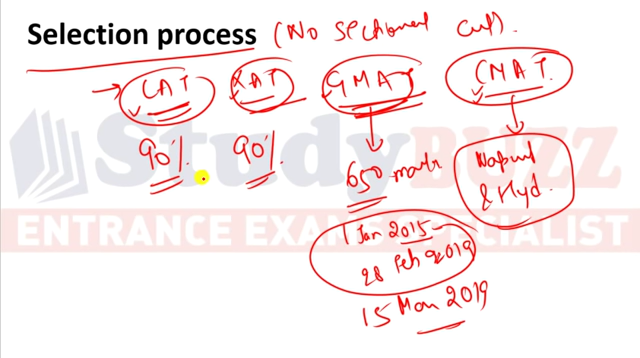 Selection process (No Sectional cut).
CAT XAT GMAT CMAT
90% 90% 650 marks Nagpur
& Hyd.
1 Jan 2015 -
28 Feb 2019
15 Mar 2019
StudyBuzz
ENTRANCE EXAM SPECIALIST